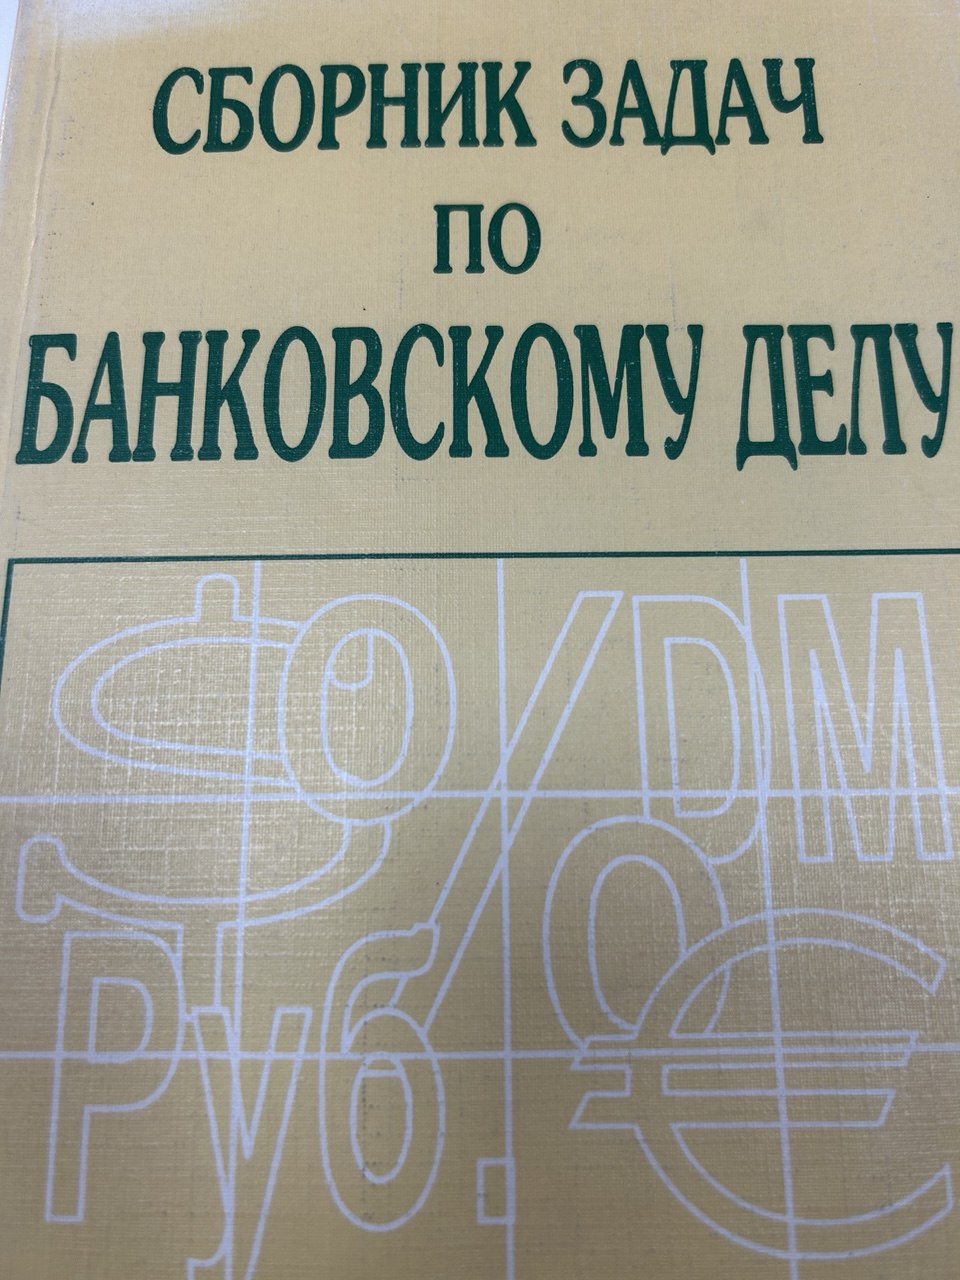 СБОРНИК ЗАДАЧ
ПО
БАНКОВСКОМУ ДЕЛУ
$ % DM
Руб. €